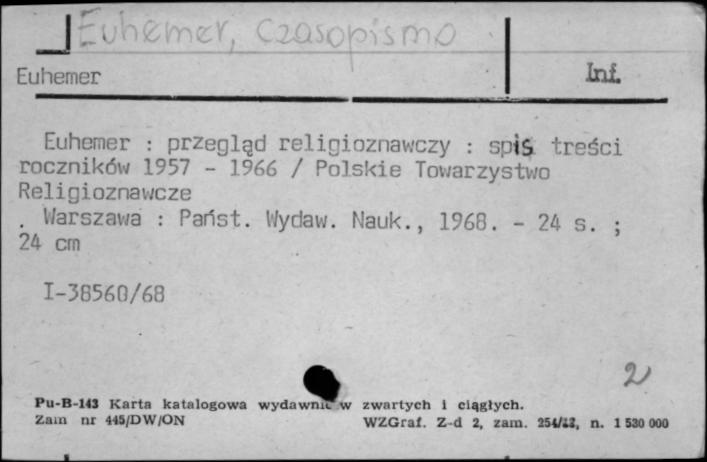 Euhemer, czasopismo
Euhemer Inf.
Euhemer : przegląd religioznawczy : spis treści
roczników 1957 - 1966 / Polskie Towarzystwo
Religioznawcze
. Warszawa : Państ. Wydaw. Nauk., 1968. - 24 s. ;
24 cm
I-38560/68
2
Pu-B-143 Karta katalogowa wydawnic w zwartych i ciągłych.
Zam nr 445/DW/ON WZGraf. Z-d 2, zam. n. 1 530 000